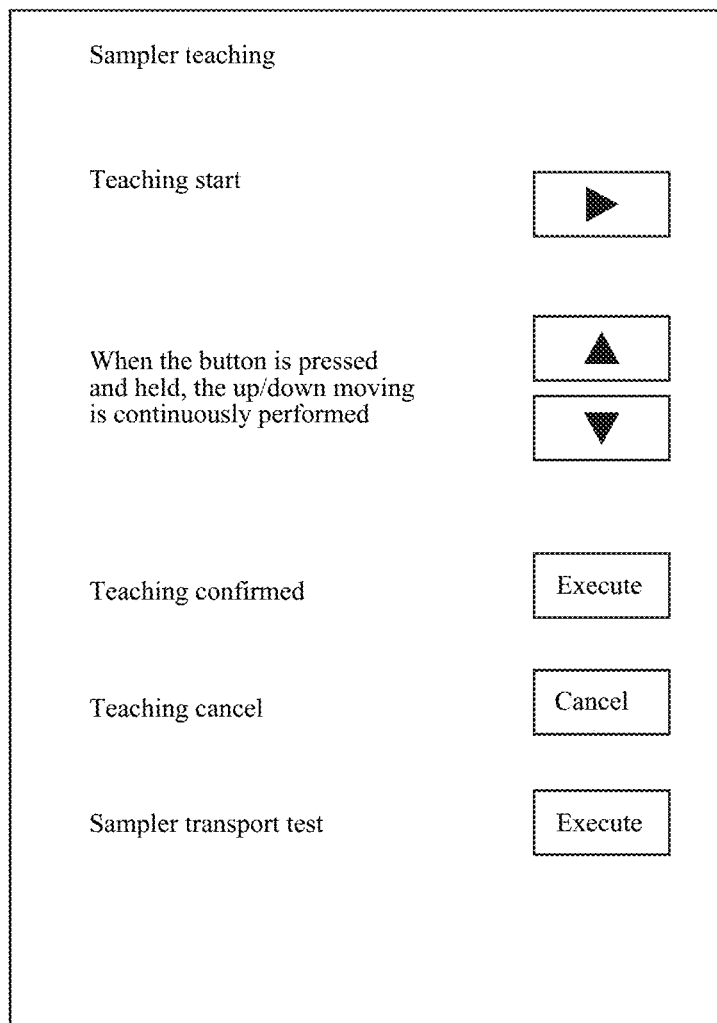 Sampler teaching
Teaching start
When the button is pressed
and held, the up/down moving
is continuously performed
Teaching confirmed
Execute
Teaching cancel
Cancel
Sampler transport test
Execute